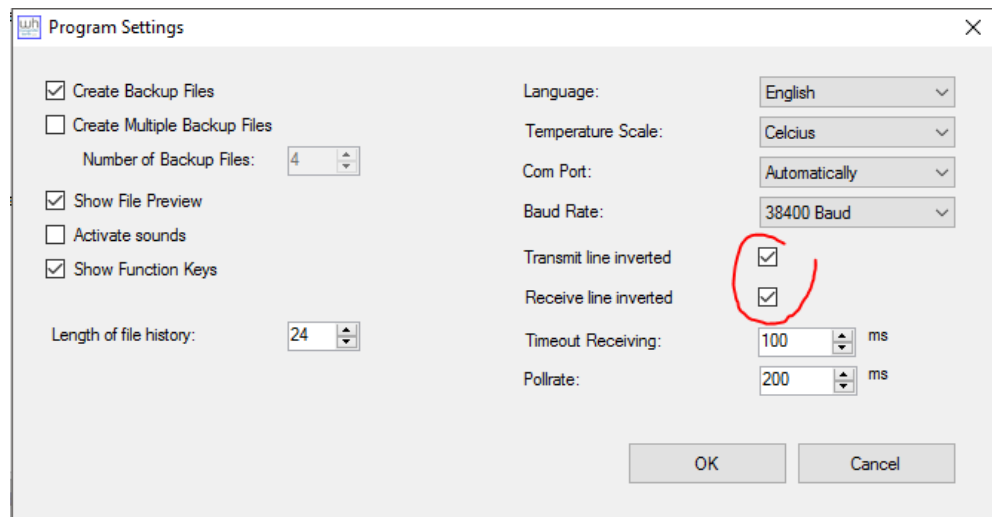 wh
Program Settings
Create Backup Files
Create Multiple Backup Files
Number of Backup Files: 4
Show File Preview
Activate sounds
Show Function Keys
Length of file history: 24
Language: English
Temperature Scale: Celcius
Com Port: Automatically
Baud Rate: 38400 Baud
Transmit line inverted
Receive line inverted
Timeout Receiving: 100 ms
Pollrate: 200 ms
OK Cancel